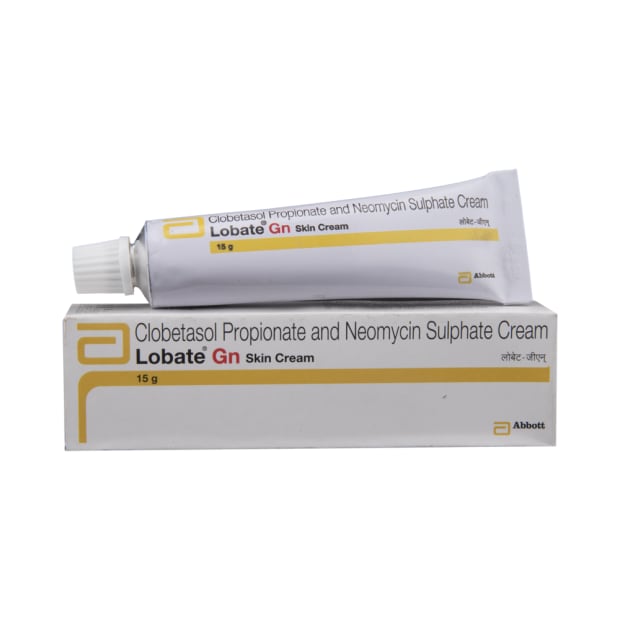 Clobetasol Propionate and Neomycin Sulphate Cream
Lobate® Gn Skin Cream
लोबेट-जीएन्
15 g
Abbott
Clobetasol Propionate and Neomycin Sulphate Cream
Lobate® Gn Skin Cream
लोबेट-जीएन्
15 g
Abbott